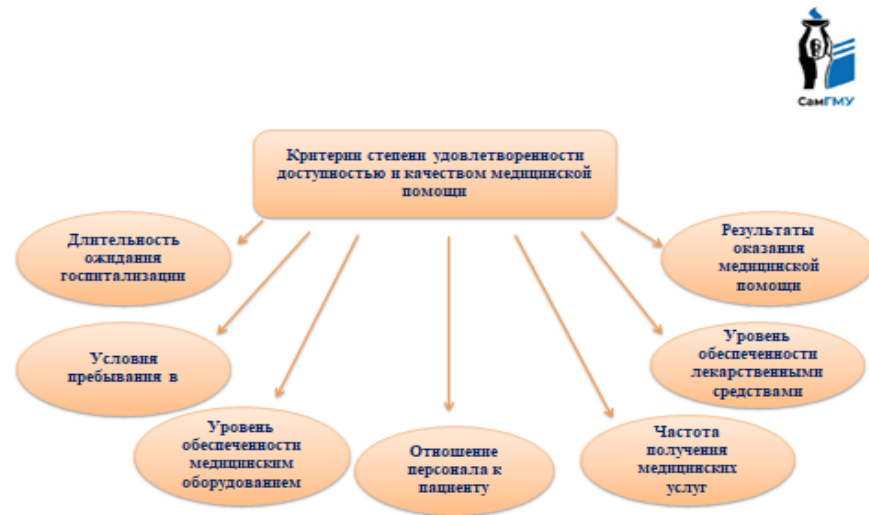 СамГМУ
Критерии степени удовлетворенности
доступностью и качеством медицинской
помощи
Длительность
ожидания
госпитализации
Результаты
оказания
медицинской
помощи
Условия
пребывания в
Уровень
обеспеченности
лекарственными
средствами
Уровень
обеспеченности
медицинским
оборудованием
Отношение
персонала к
пациенту
Частота
получения
медицинских
услуг